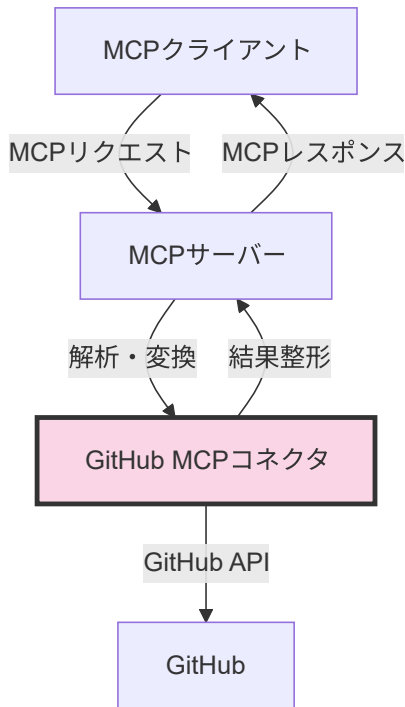 MCPクライアント
MCPリクエスト
MCPレスポンス
MCPサーバー
解析・変換
結果整形
GitHub MCPコネクタ
GitHub API
GitHub